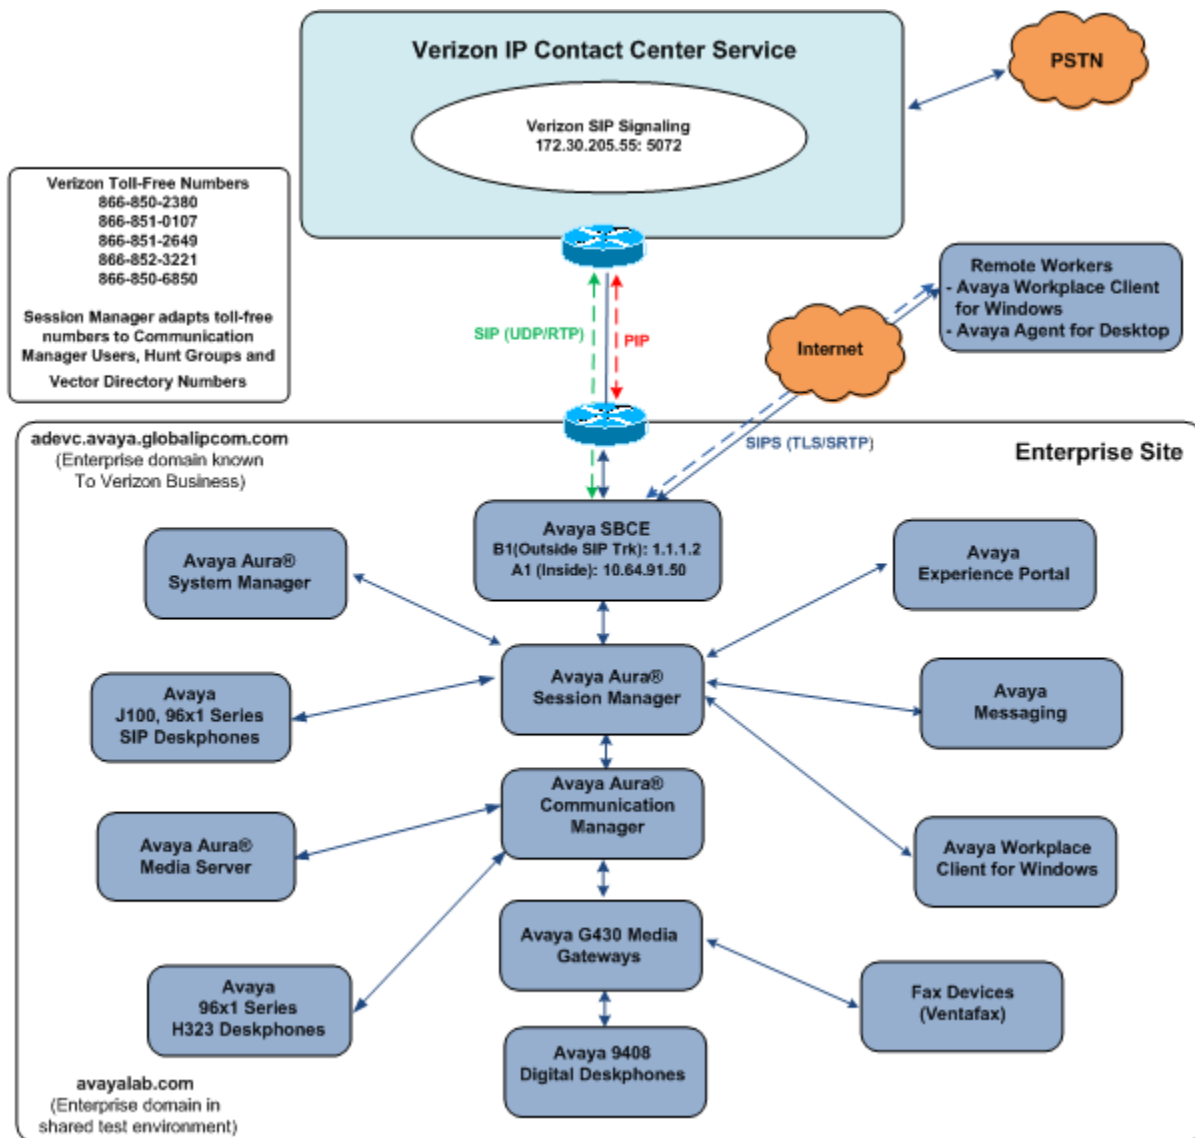 Verizon IP Contact Center Service
PSTN
Verizon SIP Signaling
172.30.205.55: 5072
Verizon Toll-Free Numbers
866-850-2380
866-851-0107
866-851-2649
866-852-3221
866-850-6850
Session Manager adapts toll-free
numbers to Communication
Manager Users, Hunt Groups and
Vector Directory Numbers
Remote Workers
- Avaya Workplace Client
for Windows
- Avaya Agent for Desktop
SIP (UDP/RTP)
PIP
Internet
SIPS (TLS/SRTP)
adevc.avaya.globalipcom.com
(Enterprise domain known
To Verizon Business)
Enterprise Site
Avaya SBCE
B1(Outside SIP Trk): 1.1.1.2
A1 (Inside): 10.64.91.50
Avaya Aura®
System Manager
Avaya
Experience Portal
Avaya
J100, 96x1 Series
SIP Deskphones
Avaya Aura®
Session Manager
Avaya
Messaging
Avaya Aura®
Communication
Manager
Avaya Aura®
Media Server
Avaya Workplace
Client for Windows
Avaya G430 Media
Gateways
Avaya
96x1 Series
H323 Deskphones
Fax Devices
(Ventafax)
Avaya 9408
Digital Deskphones
avayalab.com
(Enterprise domain in
shared test environment)